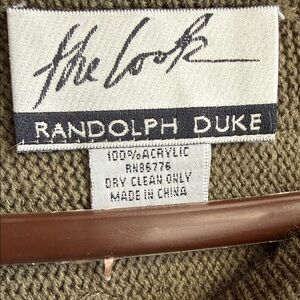 the look
RANDOLPH DUKE
100% ACRYLIC
RN86776
DRY CLEAN ONLY
MADE IN CHINA